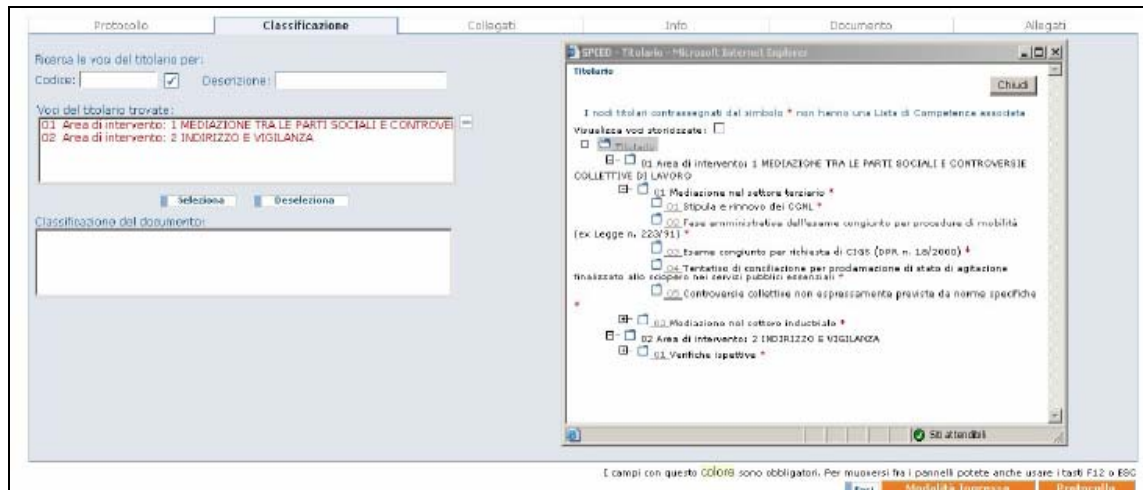 Protocollo Classificazione Collegati Info Documento Allegati
Ricerca le voci del titolario per:
Codice: Descrizione:
Voci del titolario trovate:
01 Area di intervento: 1 MEDIAZIONE TRA LE PARTI SOCIALI E CONTROVE
02 Area di intervento: 2 INDIRIZZO E VIGILANZA
Seleziona Deseleziona
Classificazione del documento:
SPEED - Titolario - Microsoft Internet Explorer
Titolario
Chiudi
I nodi titolari contrassegnati dal simbolo * non hanno una Lista di Competenza associata
Visualizza voci storicizzate:
Titolario
01 Area di intervento: 1 MEDIAZIONE TRA LE PARTI SOCIALI E CONTROVERSIE
COLLETTIVE DI LAVORO
01 Mediazione nel settore terziario *
01 Stipula e rinnovo dei CCNL *
02 Fase amministrativa dell'esame congiunto per procedure di mobilità
(ex Legge n. 223/91) *
03 Esame congiunto per richiesta di CIGS (DPR n. 18/2000) *
04 Tentativo di conciliazione per proclamazione di stato di agitazione
finalizzato allo sciopero nei servizi pubblici essenziali *
05 Controversie collettive non espressamente previste da norme specifiche
*
02 Mediazione nel settore industriale *
02 Area di intervento: 2 INDIRIZZO E VIGILANZA
01 Verifiche ispettive *
Siti attendibili
I campi con questo colore sono obbligatori. Per muoversi fra i pannelli potete anche usare i tasti F12 o ESC
Esci Modalità Ingresso Protocollo